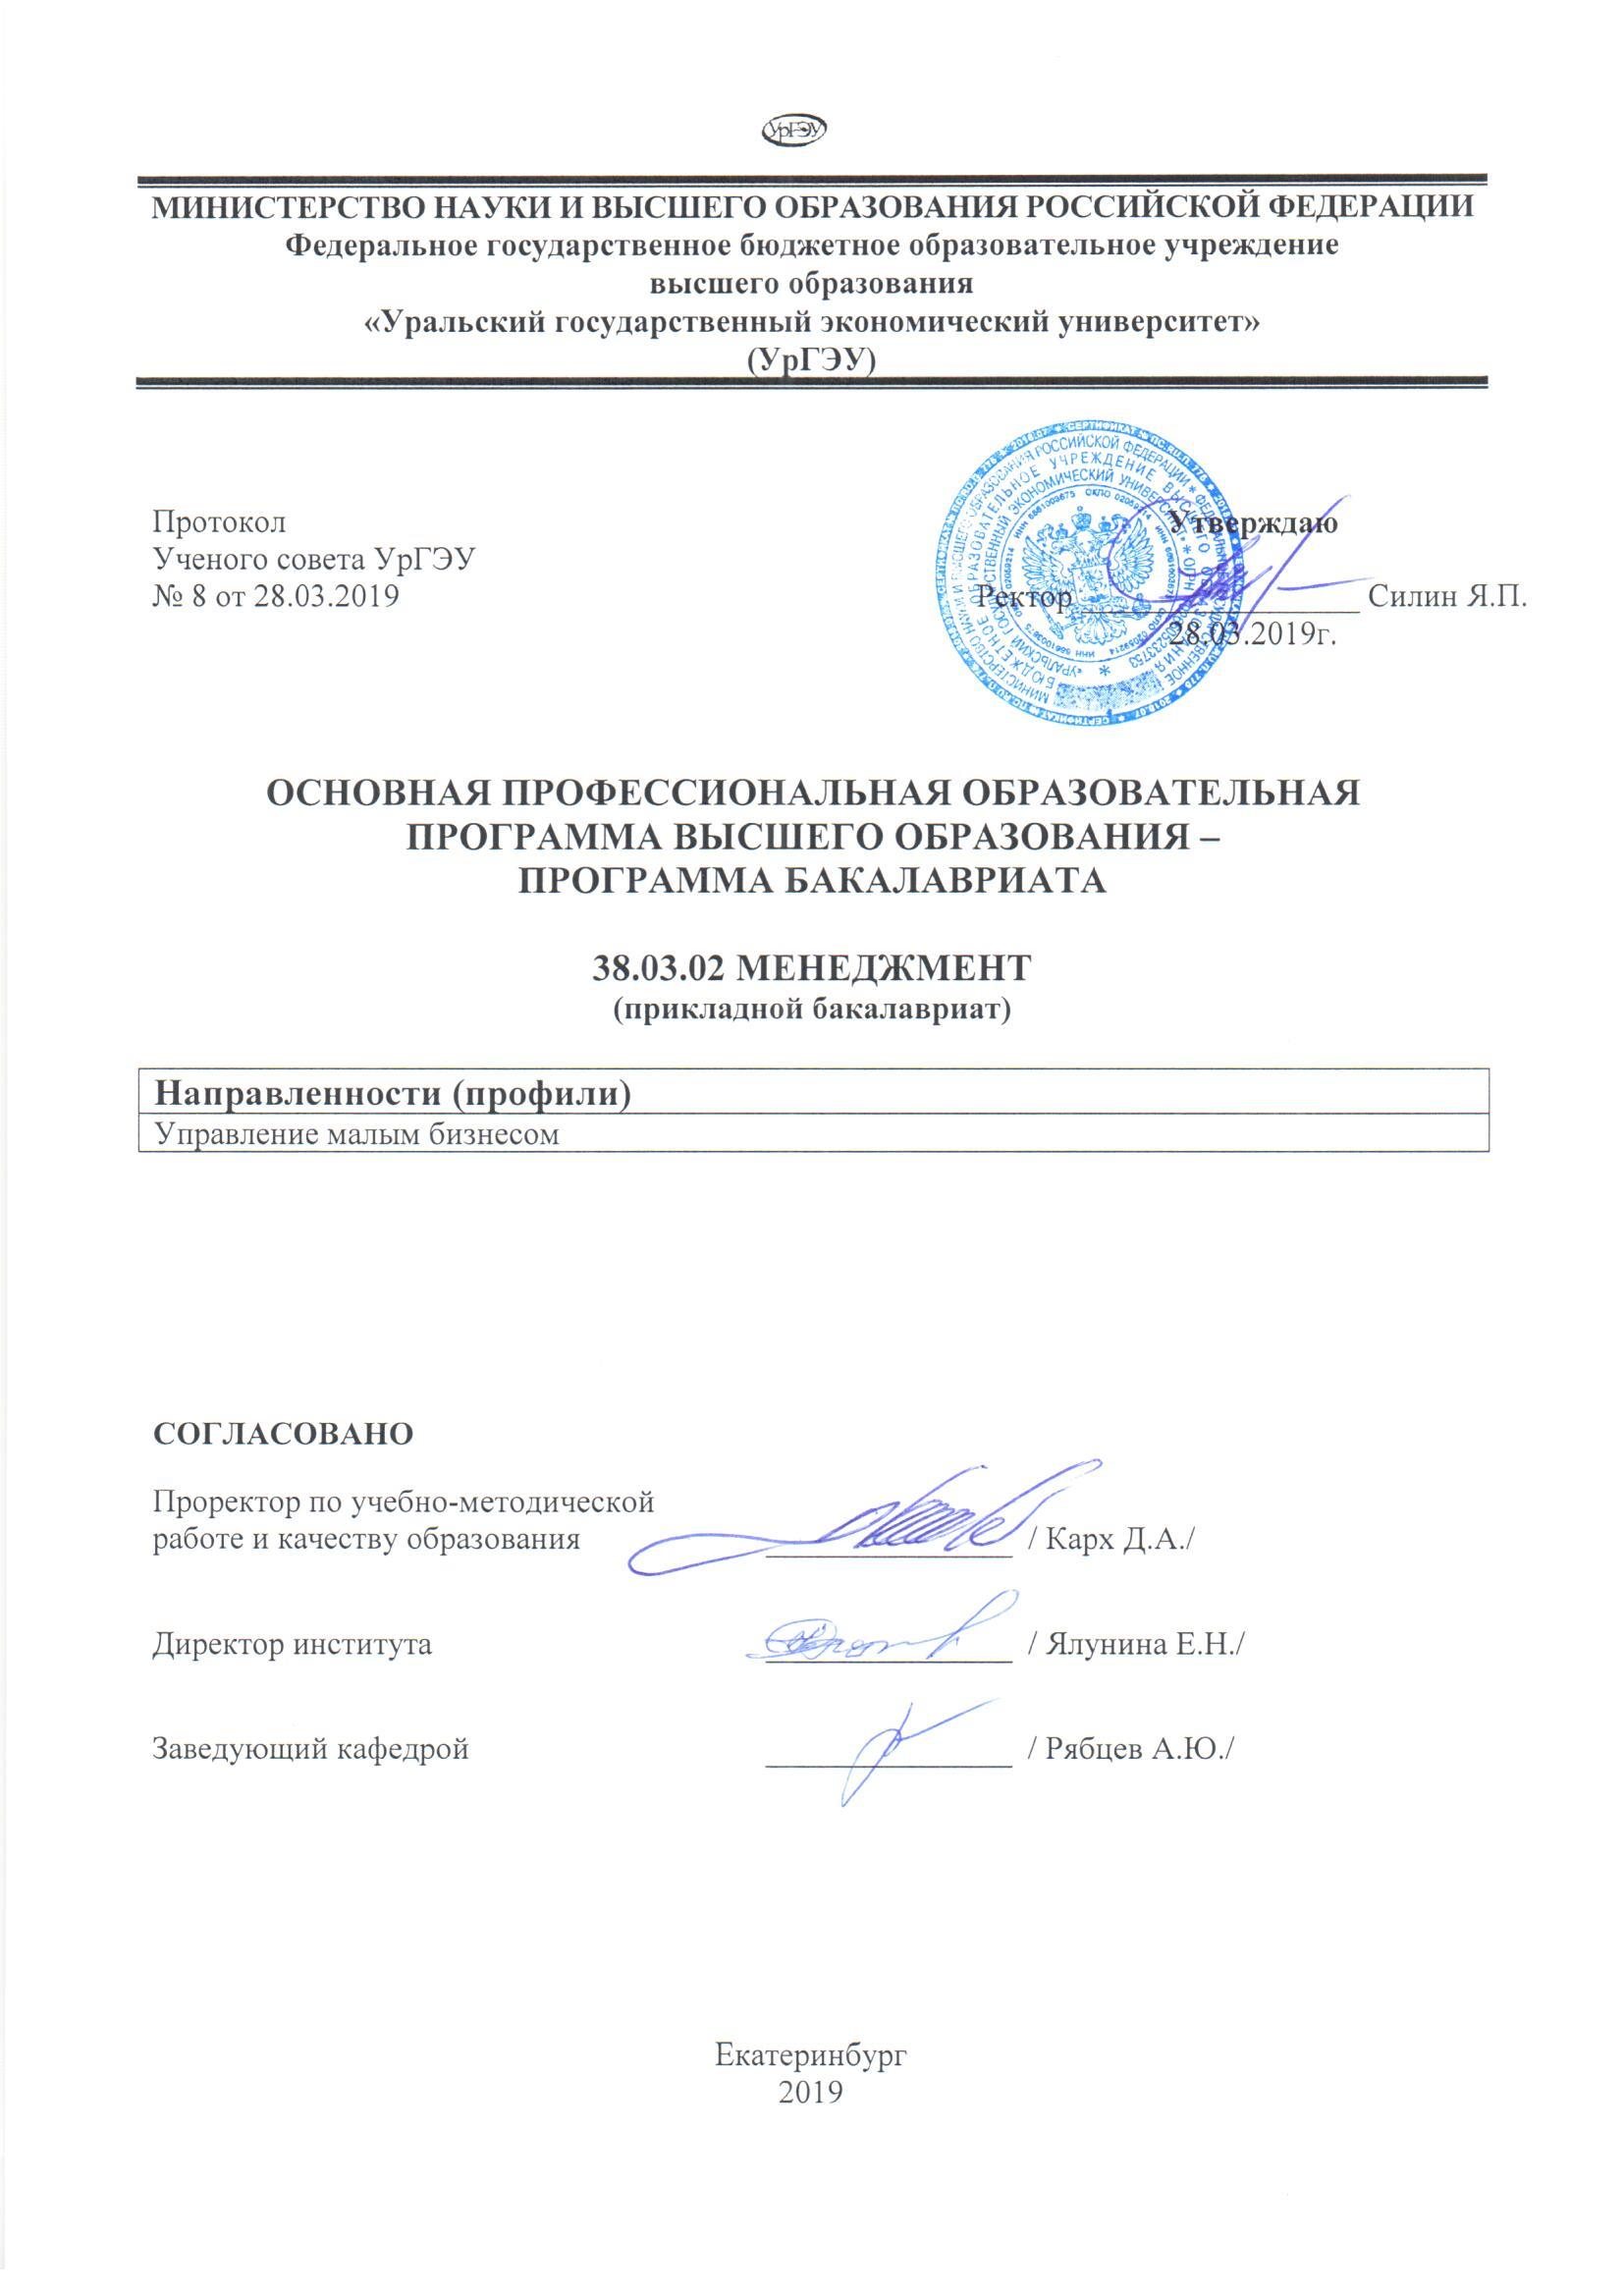 УрГЭУ
МИНИСТЕРСТВО НАУКИ И ВЫСШЕГО ОБРАЗОВАНИЯ РОССИЙСКОЙ ФЕДЕРАЦИИ
Федеральное государственное бюджетное образовательное учреждение
высшего образования
«Уральский государственный экономический университет»
(УрГЭУ)
Протокол
Ученого совета УрГЭУ
№ 8 от 28.03.2019
Утверждаю
Ректор Силин Я.П.
28.03.2019г.
ОСНОВНАЯ ПРОФЕССИОНАЛЬНАЯ ОБРАЗОВАТЕЛЬНАЯ
ПРОГРАММА ВЫСШЕГО ОБРАЗОВАНИЯ –
ПРОГРАММА БАКАЛАВРИАТА
38.03.02 МЕНЕДЖМЕНТ
(прикладной бакалавриат)
Направленности (профили)
Управление малым бизнесом
СОГЛАСОВАНО
Проректор по учебно-методической
работе и качеству образования / Карх Д.А./
Директор института / Ялунина Е.Н./
Заведующий кафедрой / Рябцев А.Ю./
Екатеринбург
2019